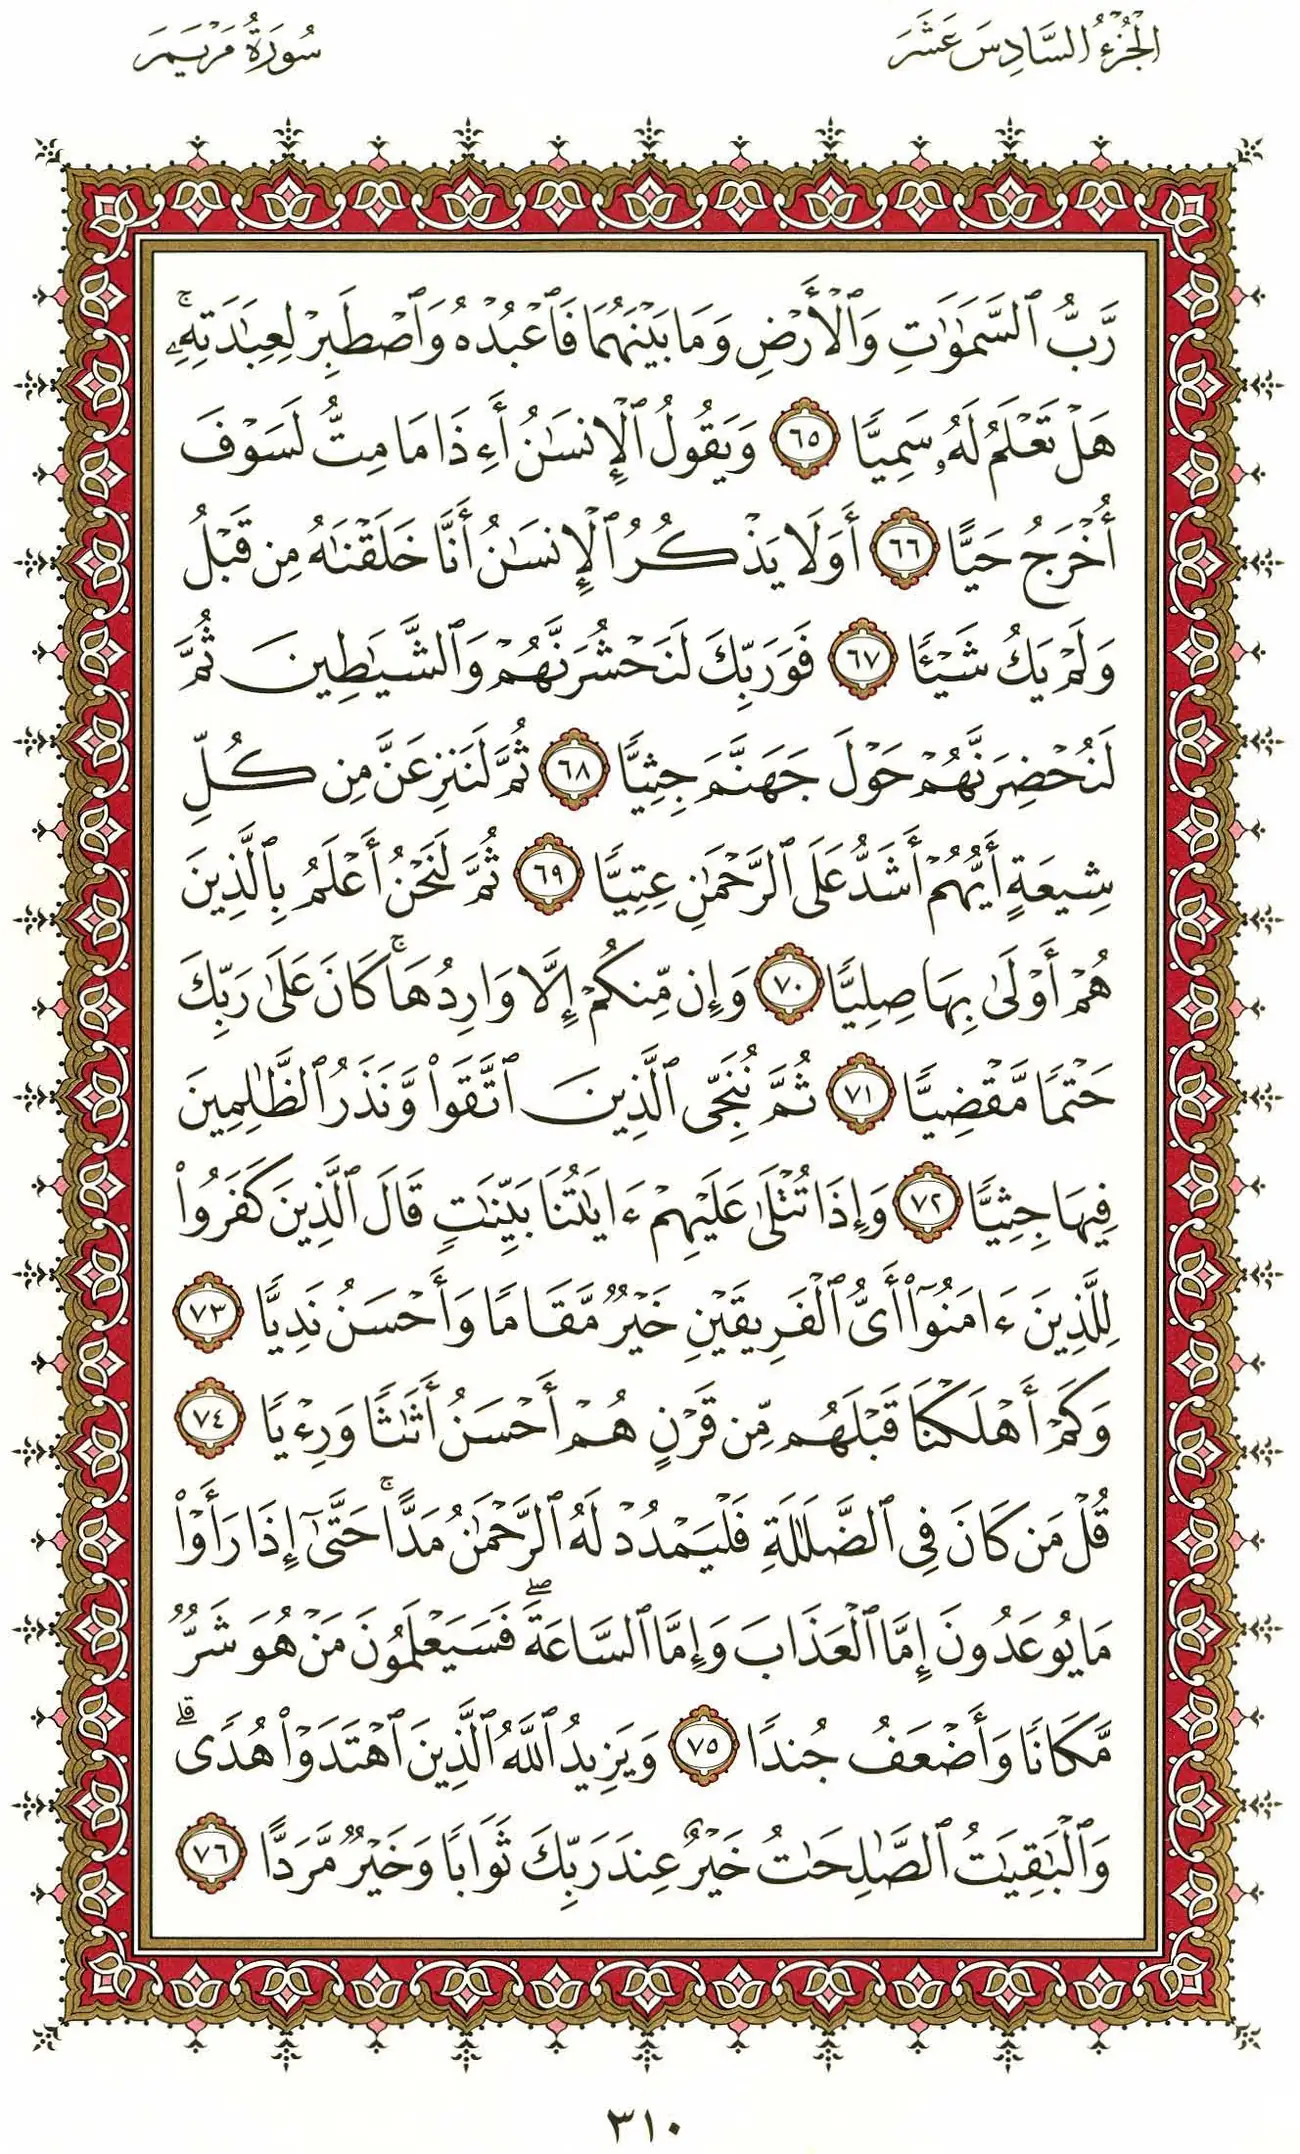 الجزء السادس عشر
سورة مريم
رَّبُّ ٱلسَّمَٰوَٰتِ وَٱلْأَرْضِ وَمَا بَيْنَهُمَا فَٱعْبُدْهُ وَٱصْطَبِرْ لِعِبَٰدَتِهِۦۚ
هَلْ تَعْلَمُ لَهُۥ سَمِيًّا ٦٥ وَيَقُولُ ٱلْإِنسَٰنُ أَءِذَا مَا مِتُّ لَسَوْفَ
أُخْرَجُ حَيًّا ٦٦ أَوَلَا يَذْكُرُ ٱلْإِنسَٰنُ أَنَّا خَلَقْنَٰهُ مِن قَبْلُ
وَلَمْ يَكُ شَيْـًٔا ٦٧ فَوَرَبِّكَ لَنَحْشُرَنَّهُمْ وَٱلشَّيَٰطِينَ ثُمَّ
لَنُحْضِرَنَّهُمْ حَوْلَ جَهَنَّمَ جِثِيًّا ٦٨ ثُمَّ لَنَنزِعَنَّ مِن كُلِّ
شِيعَةٍ أَيُّهُمْ أَشَدُّ عَلَى ٱلرَّحْمَٰنِ عِتِيًّا ٦٩ ثُمَّ لَنَحْنُ أَعْلَمُ بِٱلَّذِينَ
هُمْ أَوْلَىٰ بِهَا صِلِيًّا ٧٠ وَإِن مِّنكُمْ إِلَّا وَارِدُهَاۚ كَانَ عَلَىٰ رَبِّكَ
حَتْمًا مَّقْضِيًّا ٧١ ثُمَّ نُنَجِّى ٱلَّذِينَ ٱتَّقَوا۟ وَّنَذَرُ ٱلظَّٰلِمِينَ
فِيهَا جِثِيًّا ٧٢ وَإِذَا تُتْلَىٰ عَلَيْهِمْ ءَايَٰتُنَا بَيِّنَٰتٍ قَالَ ٱلَّذِينَ كَفَرُوا۟
لِلَّذِينَ ءَامَنُوٓا۟ أَىُّ ٱلْفَرِيقَيْنِ خَيْرٌ مَّقَامًا وَأَحْسَنُ نَدِيًّا ٧٣
وَكَمْ أَهْلَكْنَا قَبْلَهُم مِّن قَرْنٍ هُمْ أَحْسَنُ أَثَٰثًا وَرِءْيًا ٧٤
قُلْ مَن كَانَ فِى ٱلضَّلَٰلَةِ فَلْيَمْدُدْ لَهُ ٱلرَّحْمَٰنُ مَدًّاۚ حَتَّىٰٓ إِذَا رَأَوْا۟
مَا يُوعَدُونَ إِمَّا ٱلْعَذَابَ وَإِمَّا ٱلسَّاعَةَۖ فَسَيَعْلَمُونَ مَنْ هُوَ شَرٌّ
مَّكَانًا وَأَضْعَفُ جُندًا ٧٥ وَيَزِيدُ ٱللَّهُ ٱلَّذِينَ ٱهْتَدَوْا۟ هُدًىۗ
وَٱلْبَٰقِيَٰتُ ٱلصَّٰلِحَٰتُ خَيْرٌ عِندَ رَبِّكَ ثَوَابًا وَخَيْرٌ مَّرَدًّا ٧٦
٣١٠